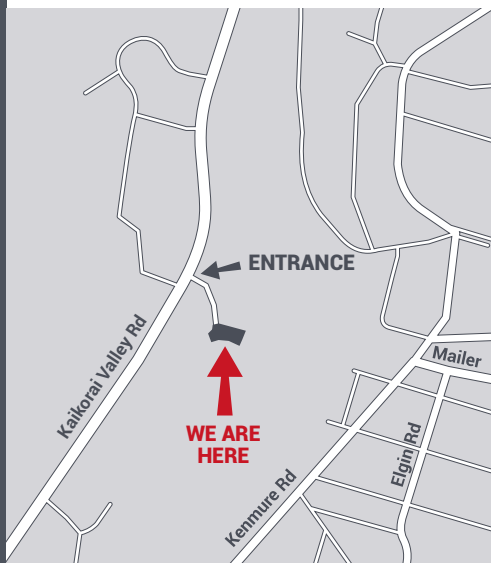 ENTRANCE
Kaikorai Valley Rd
Mailer
WE ARE
HERE
Elgin Rd
Kenmure Rd